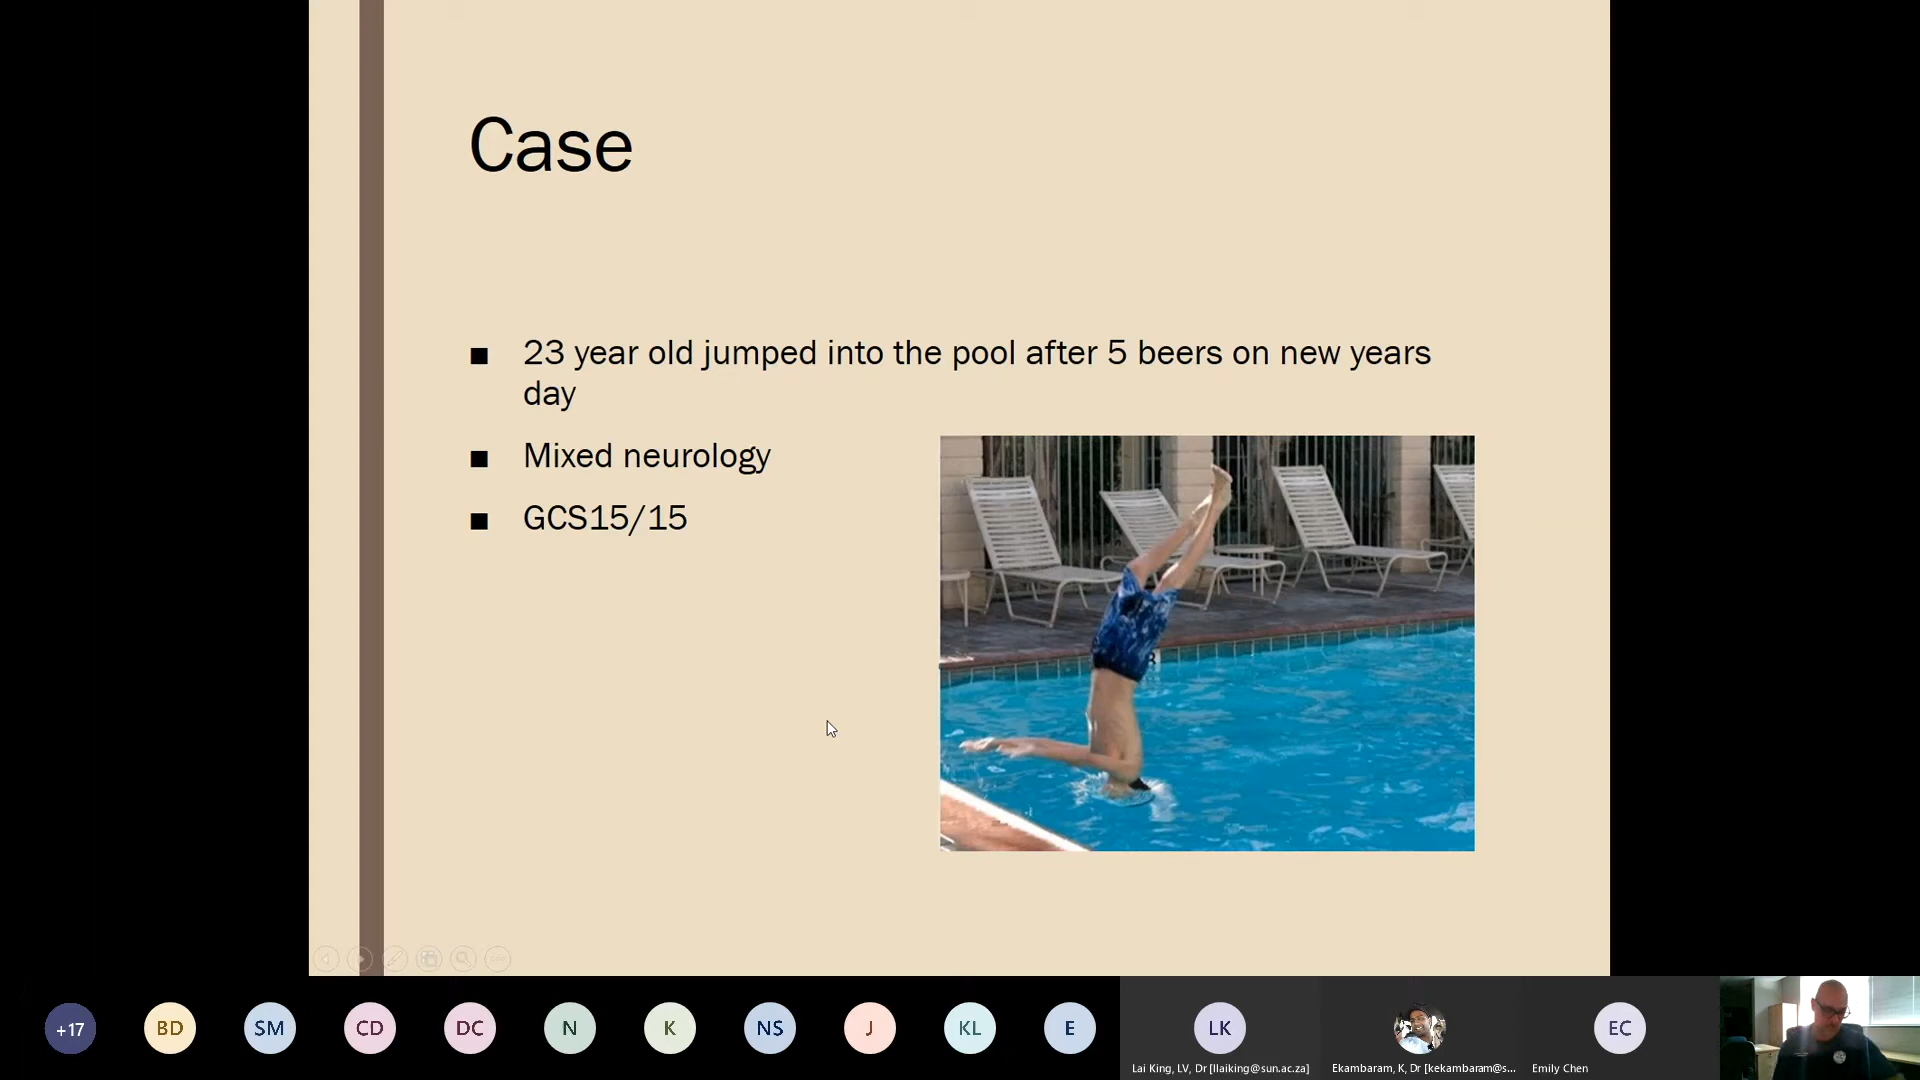 Case
23 year old jumped into the pool after 5 beers on new years
day
Mixed neurology
GCS15/15
+17
BD
SM
CD
DC
N
K
NS
J
KL
E
LK
EC
Lai King, LV, Dr [llaiking@sun.ac.za]
Ekambaram, K, Dr [kekambaram@s...
Emily Chen